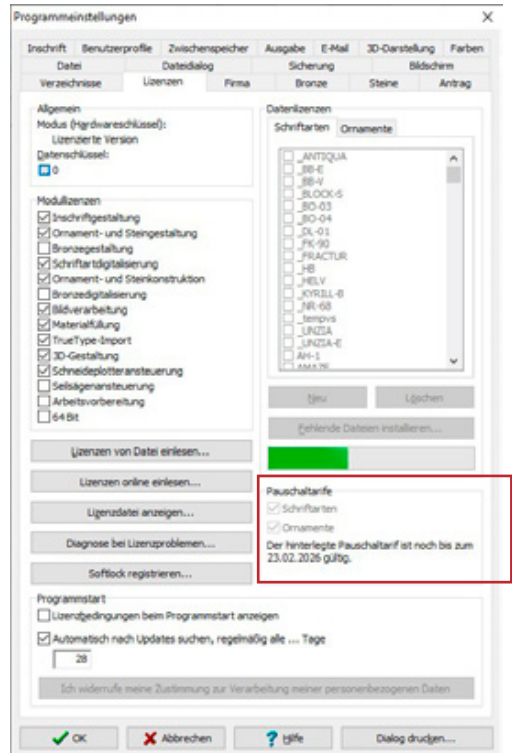 Programmeinstellungen
Inschrift Benutzerprofile Zwischenspeicher Ausgabe E-Mail 3D-Darstellung Farben
Datei Dateidialog Sicherung Bildschirm
Verzeichnisse Lizenzen Firma Bronze Steine Antrag
Allgemein
Modus (Hardwareschlüssel):
Lizenzierte Version
Datenschlüssel:
0
Modullizenzen
Inschriftgestaltung
Ornament- und Steingestaltung
Bronzegestaltung
Schriftartdigitalisierung
Ornament- und Steinkonstruktion
Bronzedigitalisierung
Bildverarbeitung
Materialfüllung
TrueType-Import
3D-Gestaltung
Schneideplotteransteuerung
Seilsägenansteuerung
Arbeitsvorbereitung
64 Bit
Lizenzen von Datei einlesen...
Lizenzen online einlesen...
Lizenzdatei anzeigen...
Diagnose bei Lizenzproblemen...
Softlock registrieren...
Datenlizenzen
Schriftarten Ornamente
_ANTIQUA
_BB-E
_BB-V
_BLOCK-S
_BO-03
_BO-04
_DL-01
_FK-90
_FRACTUR
_HB
_HELV
_KYRILL-B
_NR-68
_tempvs
_UNZIA
_UNZIA-E
AH-1
AMAZE
Neu Löschen
Fehlende Dateien installieren...
Pauschaltarife
Schriftarten
Ornamente
Der hinterlegte Pauschaltarif ist noch bis zum
23.02.2026 gültig.
Programmstart
Lizenzbedingungen beim Programmstart anzeigen
Automatisch nach Updates suchen, regelmäßig alle ... Tage
28
Ich widerrufe meine Zustimmung zur Verarbeitung meiner personenbezogenen Daten
OK Abbrechen Hilfe Dialog drucken...